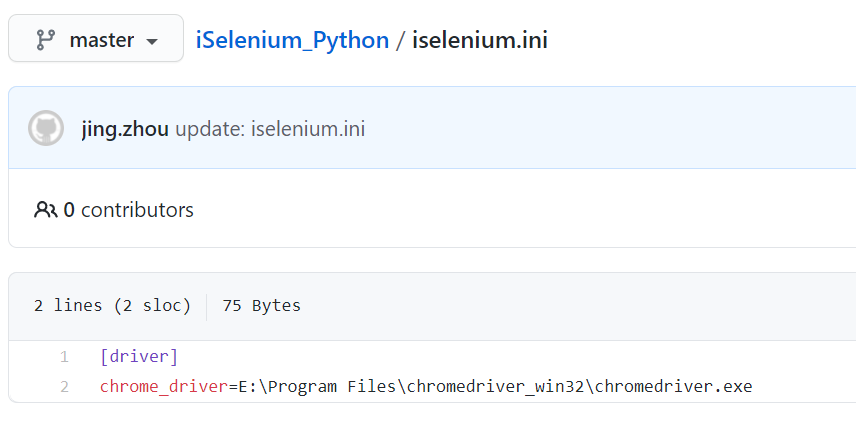 master iSelenium_Python / iselenium.ini
jing.zhou update: iselenium.ini
0 contributors
2 lines (2 sloc) 75 Bytes
1 [driver]
2 chrome_driver=E:\Program Files\chromedriver_win32\chromedriver.exe